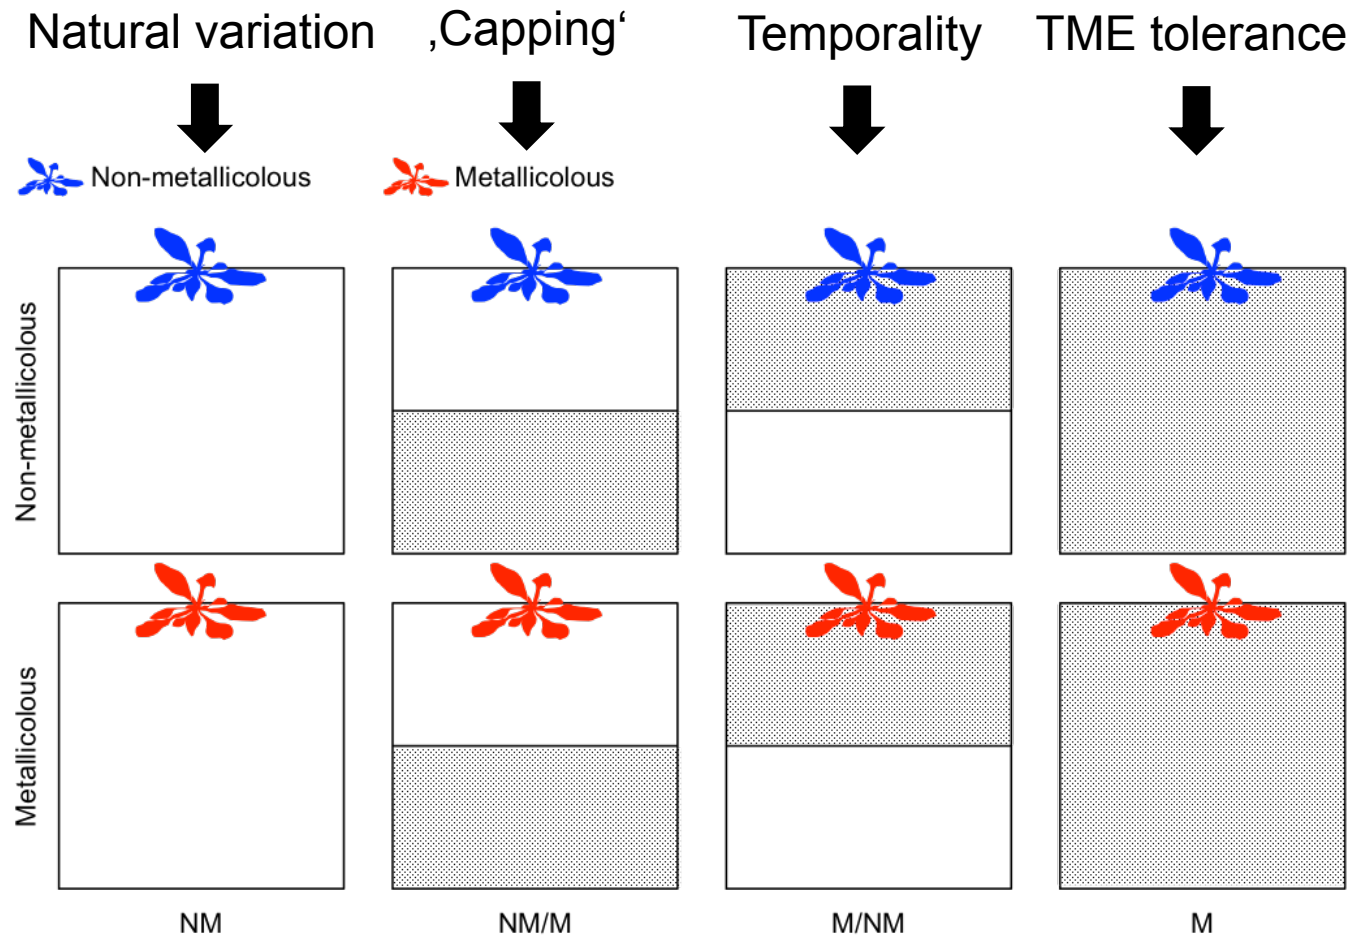 Natural variation
‚Capping‘
Temporality
TME tolerance
Non-metallicolous
Metallicolous
Non-metallicolous
Metallicolous
NM
NM/M
M/NM
M